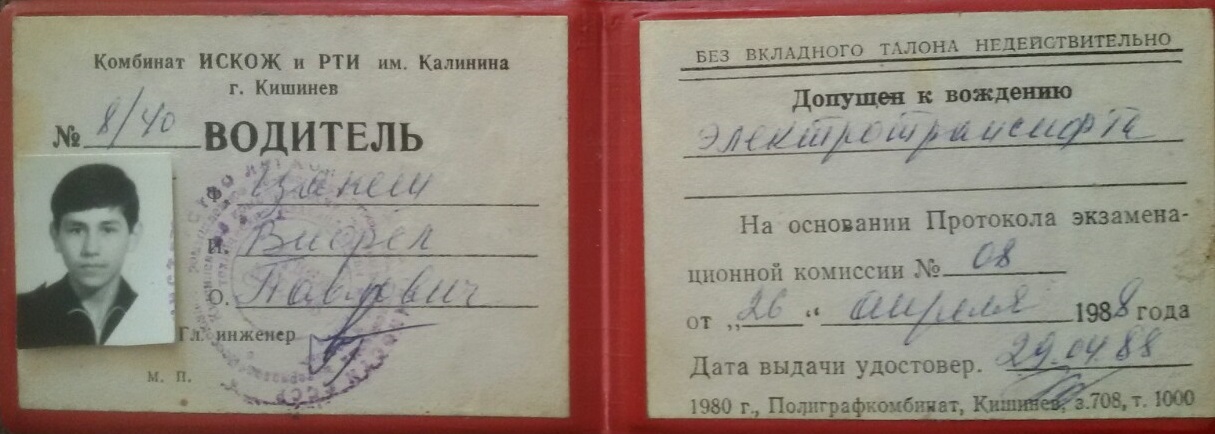 Комбинат ИСКОЖ и РТИ им. Калинина
г. Кишинев
№ 8/40 ВОДИТЕЛЬ
Ф.
И. Виорел
О. Павлович
Гл. инженер
М. П.
БЕЗ ВКЛАДНОГО ТАЛОНА НЕДЕЙСТВИТЕЛЬНО
Допущен к вождению
электротранспорта
На основании Протокола экзамена-
ционной комиссии № 08
от „26“ апреля 1988 года
Дата выдачи удостовер. 29.04.88
1980 г., Полиграфкомбинат, Кишинев, з.708, т. 1000